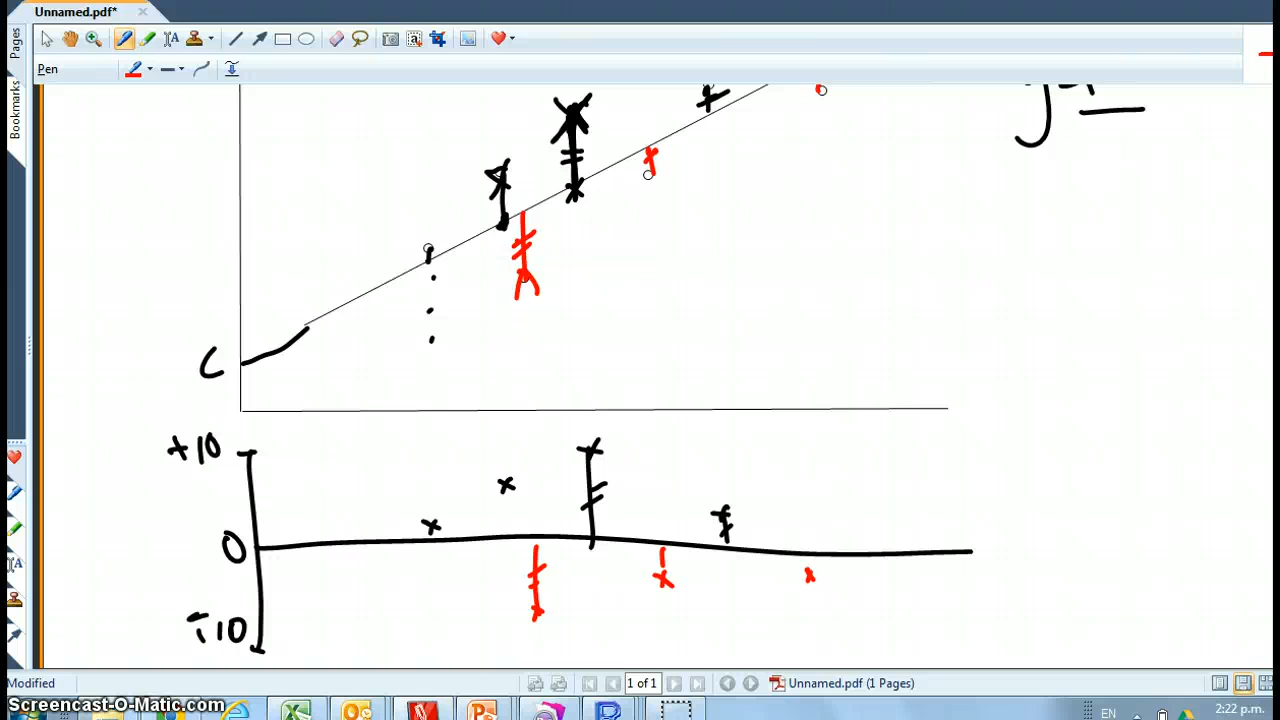 Unnamed.pdf*
Pages
Bookmarks
Pen
C
+10
0
-10
Modified
1 of 1
Unnamed.pdf (1 Pages)
Screencast-O-Matic.com
EN
2:22 p.m.